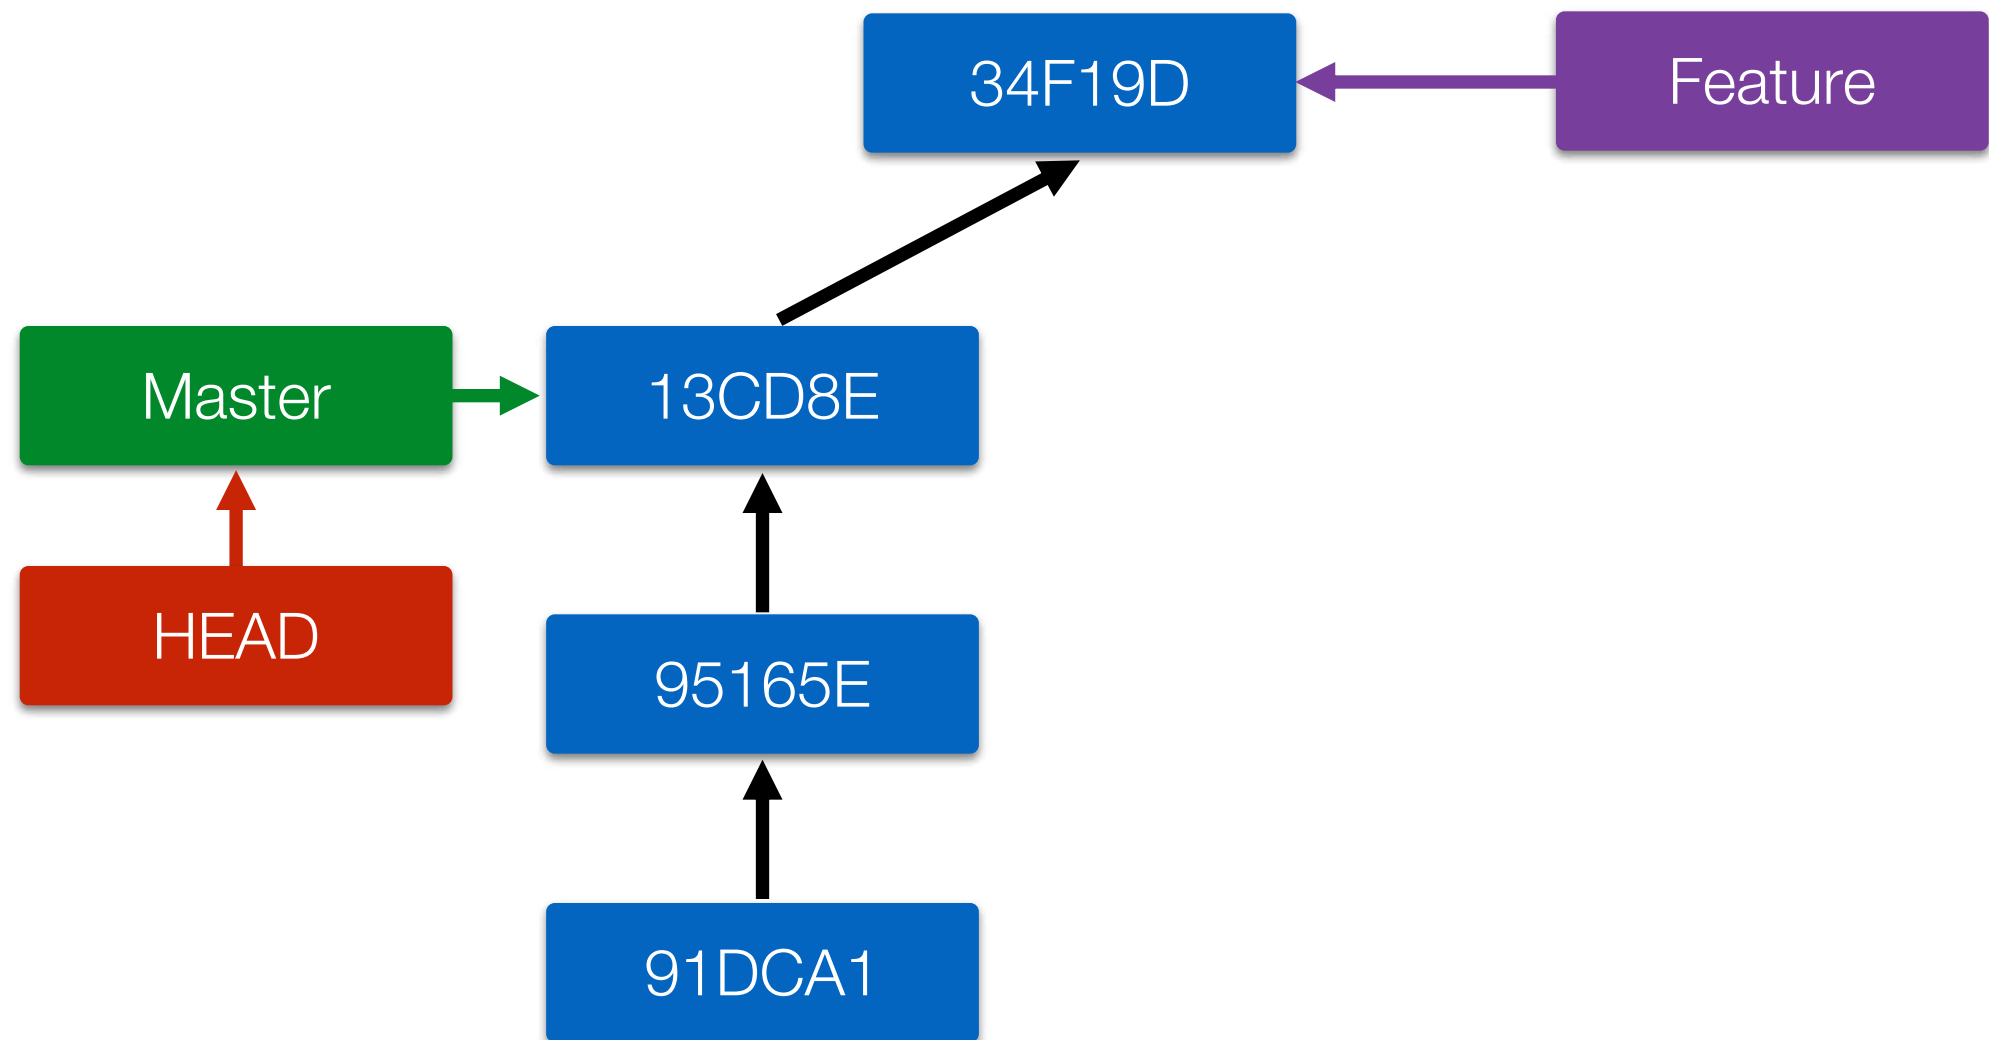 34F19D
Feature
Master
13CD8E
HEAD
95165E
91DCA1